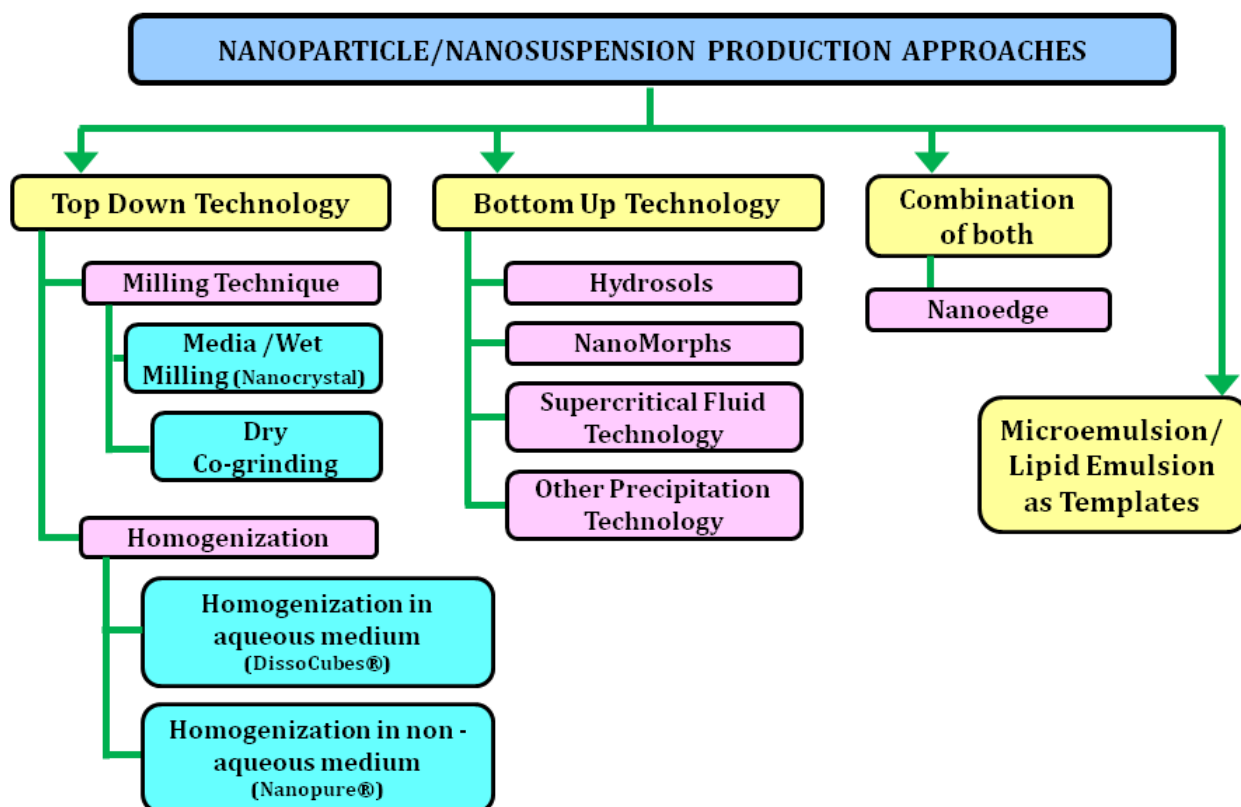 NANOPARTICLE/NANOSUSPENSION PRODUCTION APPROACHES
Top Down Technology
Milling Technique
Media /Wet
Milling (Nanocrystal)
Dry
Co-grinding
Homogenization
Homogenization in
aqueous medium
(DissoCubes®)
Homogenization in non -
aqueous medium
(Nanopure®)
Bottom Up Technology
Hydrosols
NanoMorphs
Supercritical Fluid
Technology
Other Precipitation
Technology
Combination
of both
Nanoedge
Microemulsion/
Lipid Emulsion
as Templates